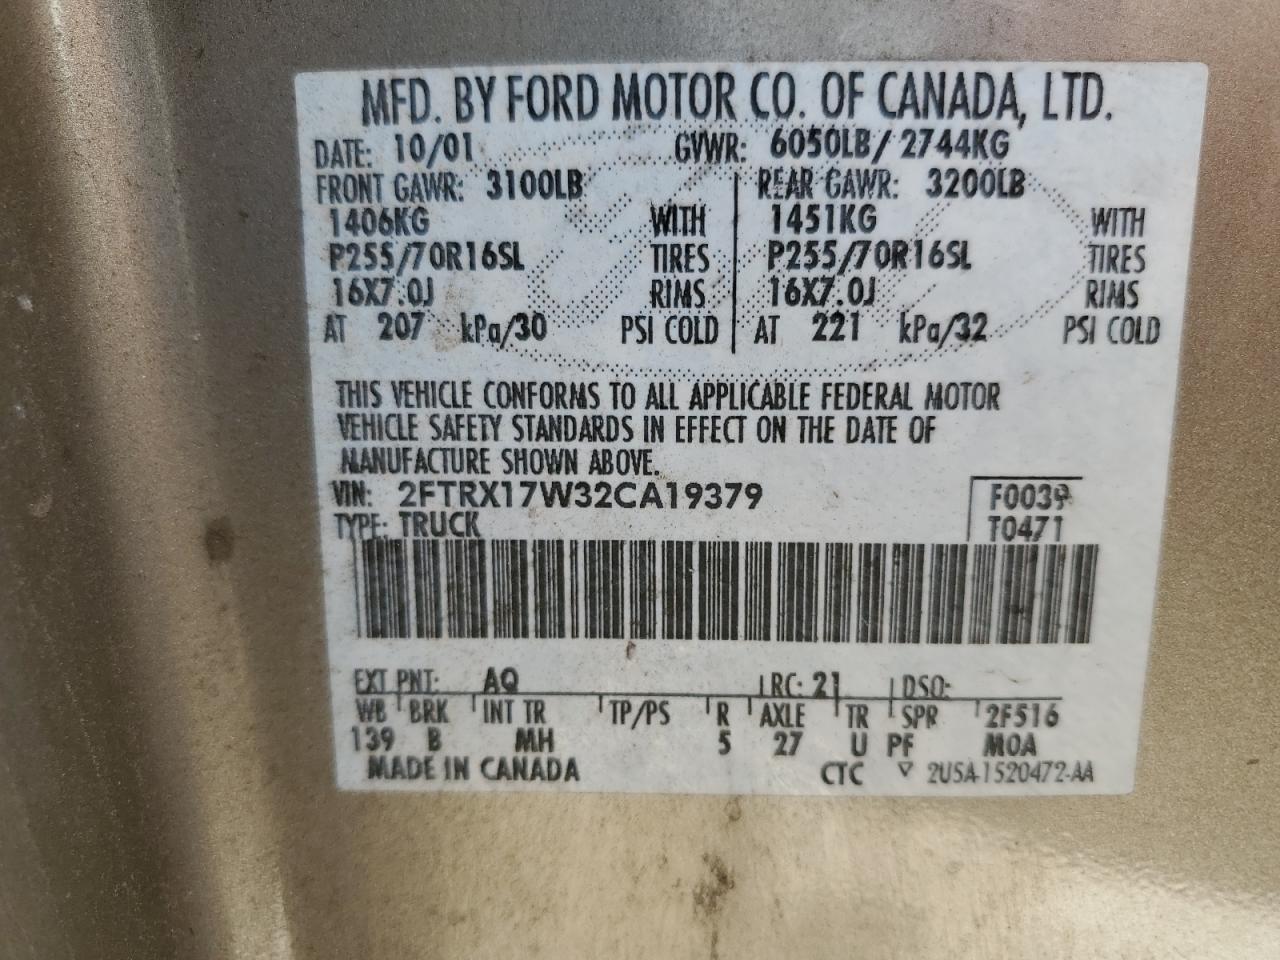 MFD. BY FORD MOTOR CO. OF CANADA, LTD.
DATE: 10/01 GVWR: 6050LB/ 2744KG
FRONT GAWR: 3100LB REAR GAWR: 3200LB
1406KG WITH 1451KG WITH
P255/70R16SL TIRES P255/70R16SL TIRES
16X7.0J RIMS 16X7.0J RIMS
AT 207 kPa/30 PSI COLD AT 221 kPa/32 PSI COLD
THIS VEHICLE CONFORMS TO ALL APPLICABLE FEDERAL MOTOR
VEHICLE SAFETY STANDARDS IN EFFECT ON THE DATE OF
MANUFACTURE SHOWN ABOVE.
VIN: 2FTRX17W32CA19379 F0039
TYPE: TRUCK T0471
EXT PNT: AQ RC: 21 DSO:
WB BRK INT TR TP/PS R AXLE TR SPR 2F516
139 B MH 5 27 U PF MOA
MADE IN CANADA CTC ▽ 2USA-1520472-AA